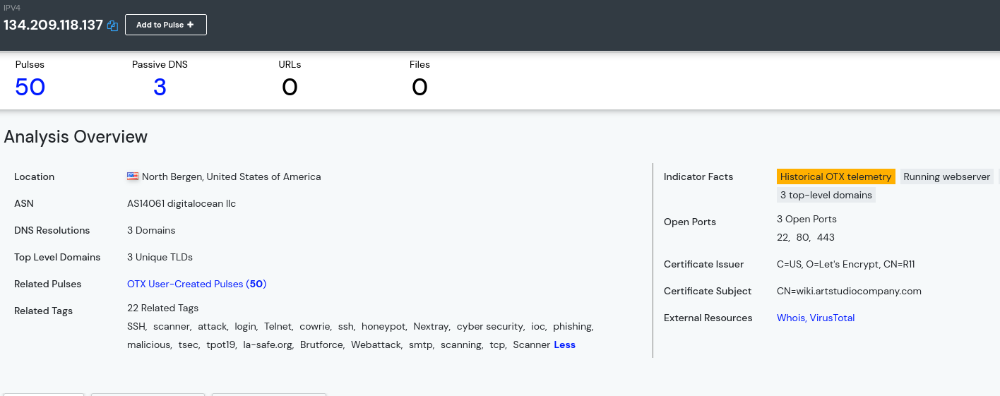 IPV4
134.209.118.137 Add to Pulse +
Pulses Passive DNS URLs Files
50 3 0 0
Analysis Overview
Location North Bergen, United States of America
ASN AS14061 digitalocean llc
DNS Resolutions 3 Domains
Top Level Domains 3 Unique TLDs
Related Pulses OTX User-Created Pulses (50)
Related Tags 22 Related Tags
SSH, scanner, attack, login, Telnet, cowrie, ssh, honeypot, Nextray, cyber security, ioc, phishing,
malicious, tsec, tpot19, la-safe.org, Brutforce, Webattack, smtp, scanning, tcp, Scanner Less
Indicator Facts Historical OTX telemetry Running webserver
3 top-level domains
Open Ports 3 Open Ports
22, 80, 443
Certificate Issuer C=US, O=Let's Encrypt, CN=R11
Certificate Subject CN=wiki.artstudiocompany.com
External Resources Whois, VirusTotal